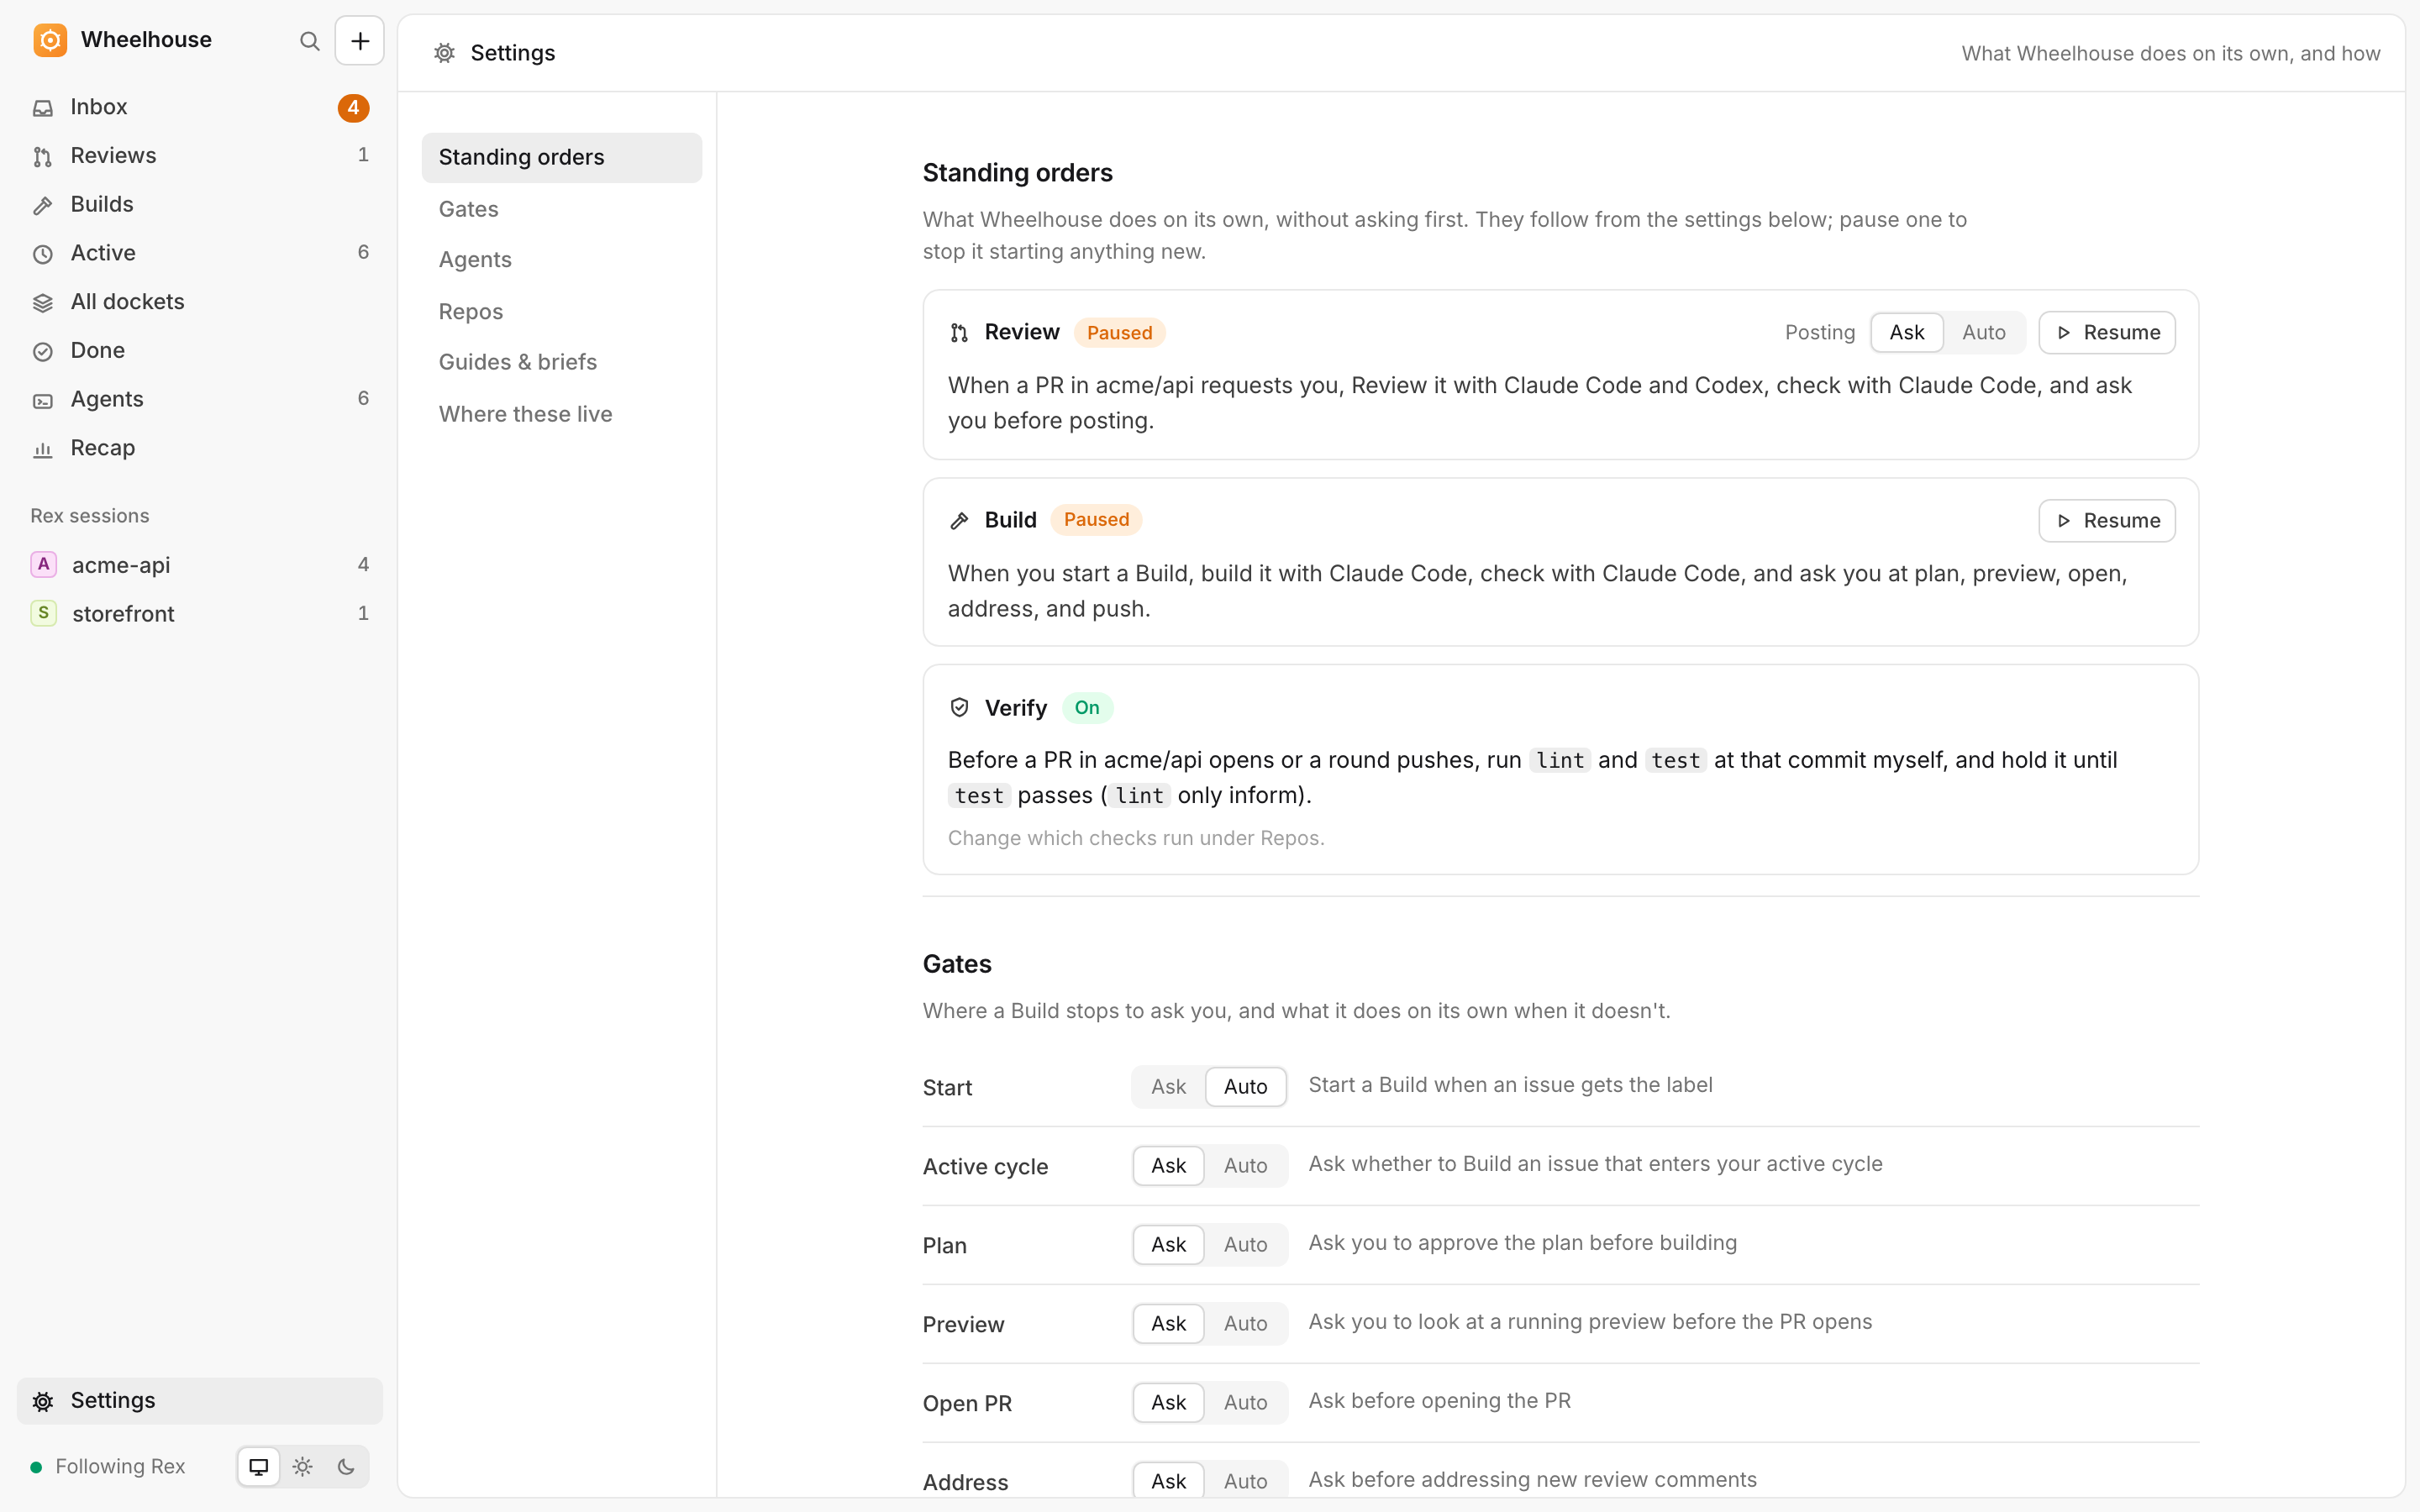 Wheelhouse
Inbox 4
Reviews 1
Builds
Active 6
All dockets
Done
Agents 6
Recap
Rex sessions
A acme-api 4
S storefront 1
Settings
Following Rex
Settings
What Wheelhouse does on its own, and how
Standing orders
Gates
Agents
Repos
Guides & briefs
Where these live
Standing orders
What Wheelhouse does on its own, without asking first. They follow from the settings below; pause one to
stop it starting anything new.
Review Paused Posting Ask Auto Resume
When a PR in acme/api requests you, Review it with Claude Code and Codex, check with Claude Code, and ask
you before posting.
Build Paused Resume
When you start a Build, build it with Claude Code, check with Claude Code, and ask you at plan, preview, open,
address, and push.
Verify On
Before a PR in acme/api opens or a round pushes, run lint and test at that commit myself, and hold it until
test passes (lint only inform).
Change which checks run under Repos.
Gates
Where a Build stops to ask you, and what it does on its own when it doesn't.
Start Ask Auto Start a Build when an issue gets the label
Active cycle Ask Auto Ask whether to Build an issue that enters your active cycle
Plan Ask Auto Ask you to approve the plan before building
Preview Ask Auto Ask you to look at a running preview before the PR opens
Open PR Ask Auto Ask before opening the PR
Address Ask Auto Ask before addressing new review comments